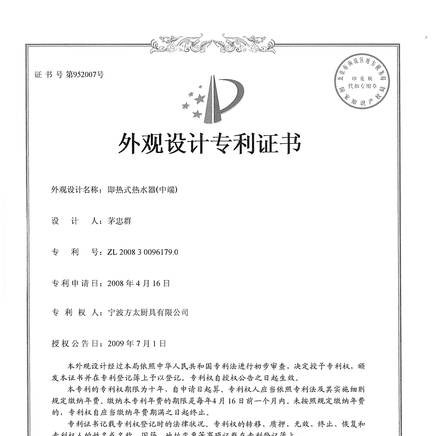 证 书 号 第952007号
外观设计专利证书
外观设计名称：即热式热水器(中端)
设 计 人：茅忠群
专 利 号：ZL 2008 3 0096179.0
专 利 申 请 日：2008 年 4 月 16 日
专 利 权 人：宁波方太厨具有限公司
授 权 公 告 日：2009 年 7 月 1 日
本外观设计经过本局依照中华人民共和国专利法进行初步审查，决定授予专利权，颁
发本证书并在专利登记簿上予以登记。专利权自授权公告之日起生效。
本专利的专利权期限为十年，自申请日起算。专利权人应当依照专利法及其实施细则
规定缴纳年费。缴纳本专利年费的期限是每年4月16日前一个月内。未按照规定缴纳年费
的，专利权自应当缴纳年费期满之日起终止。
专利证书记载专利权登记时的法律状况。专利权的转移、质押、无效、终止、恢复和